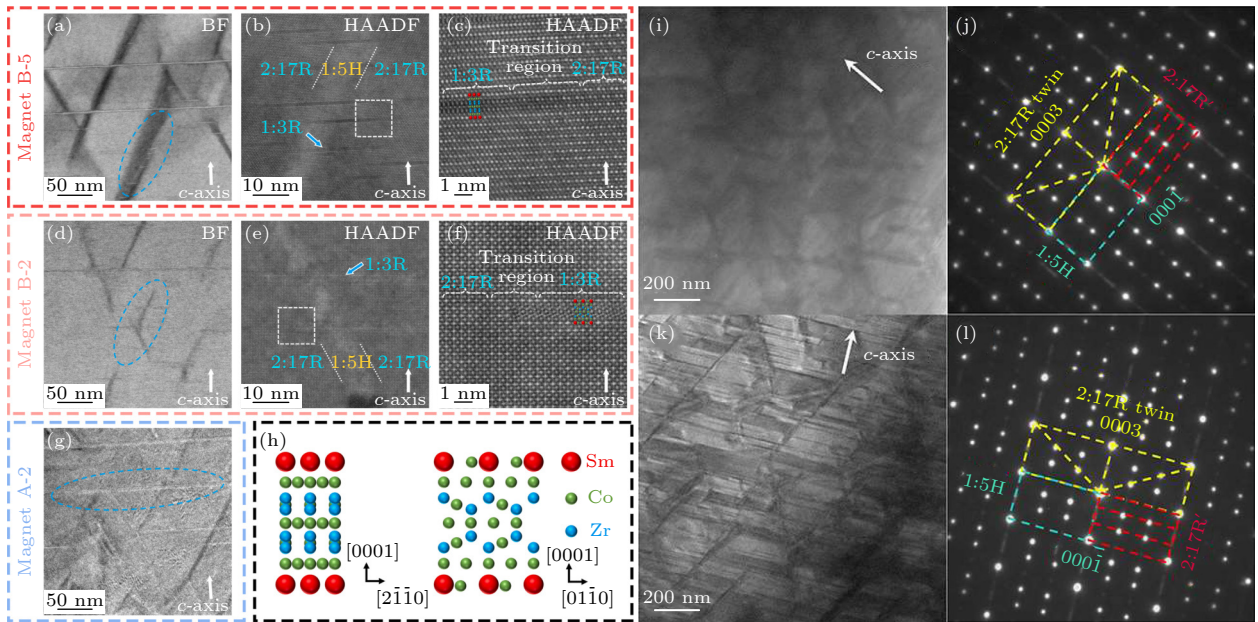 Magnet B-5
(a)
BF
50 nm
c-axis
(b)
HAADF
2:17R
1:5H
2:17R
1:3R
10 nm
c-axis
(c)
HAADF
Transition
region
1:3R
2:17R
1 nm
c-axis
Magnet B-2
(d)
BF
50 nm
c-axis
(e)
HAADF
1:3R
2:17R
1:5H
2:17R
10 nm
c-axis
(f)
HAADF
Transition
region
2:17R
1:3R
1 nm
c-axis
Magnet A-2
(g)
50 nm
c-axis
(h)
Sm
Co
Zr
[0001]
[21̄1̄0]
[0001]
[011̄0]
(i)
c-axis
200 nm
(j)
2:17R twin
0003
2:17R′
0001̄
1:5H
(k)
c-axis
200 nm
(l)
2:17R twin
0003
1:5H
0001̄
2:17R′